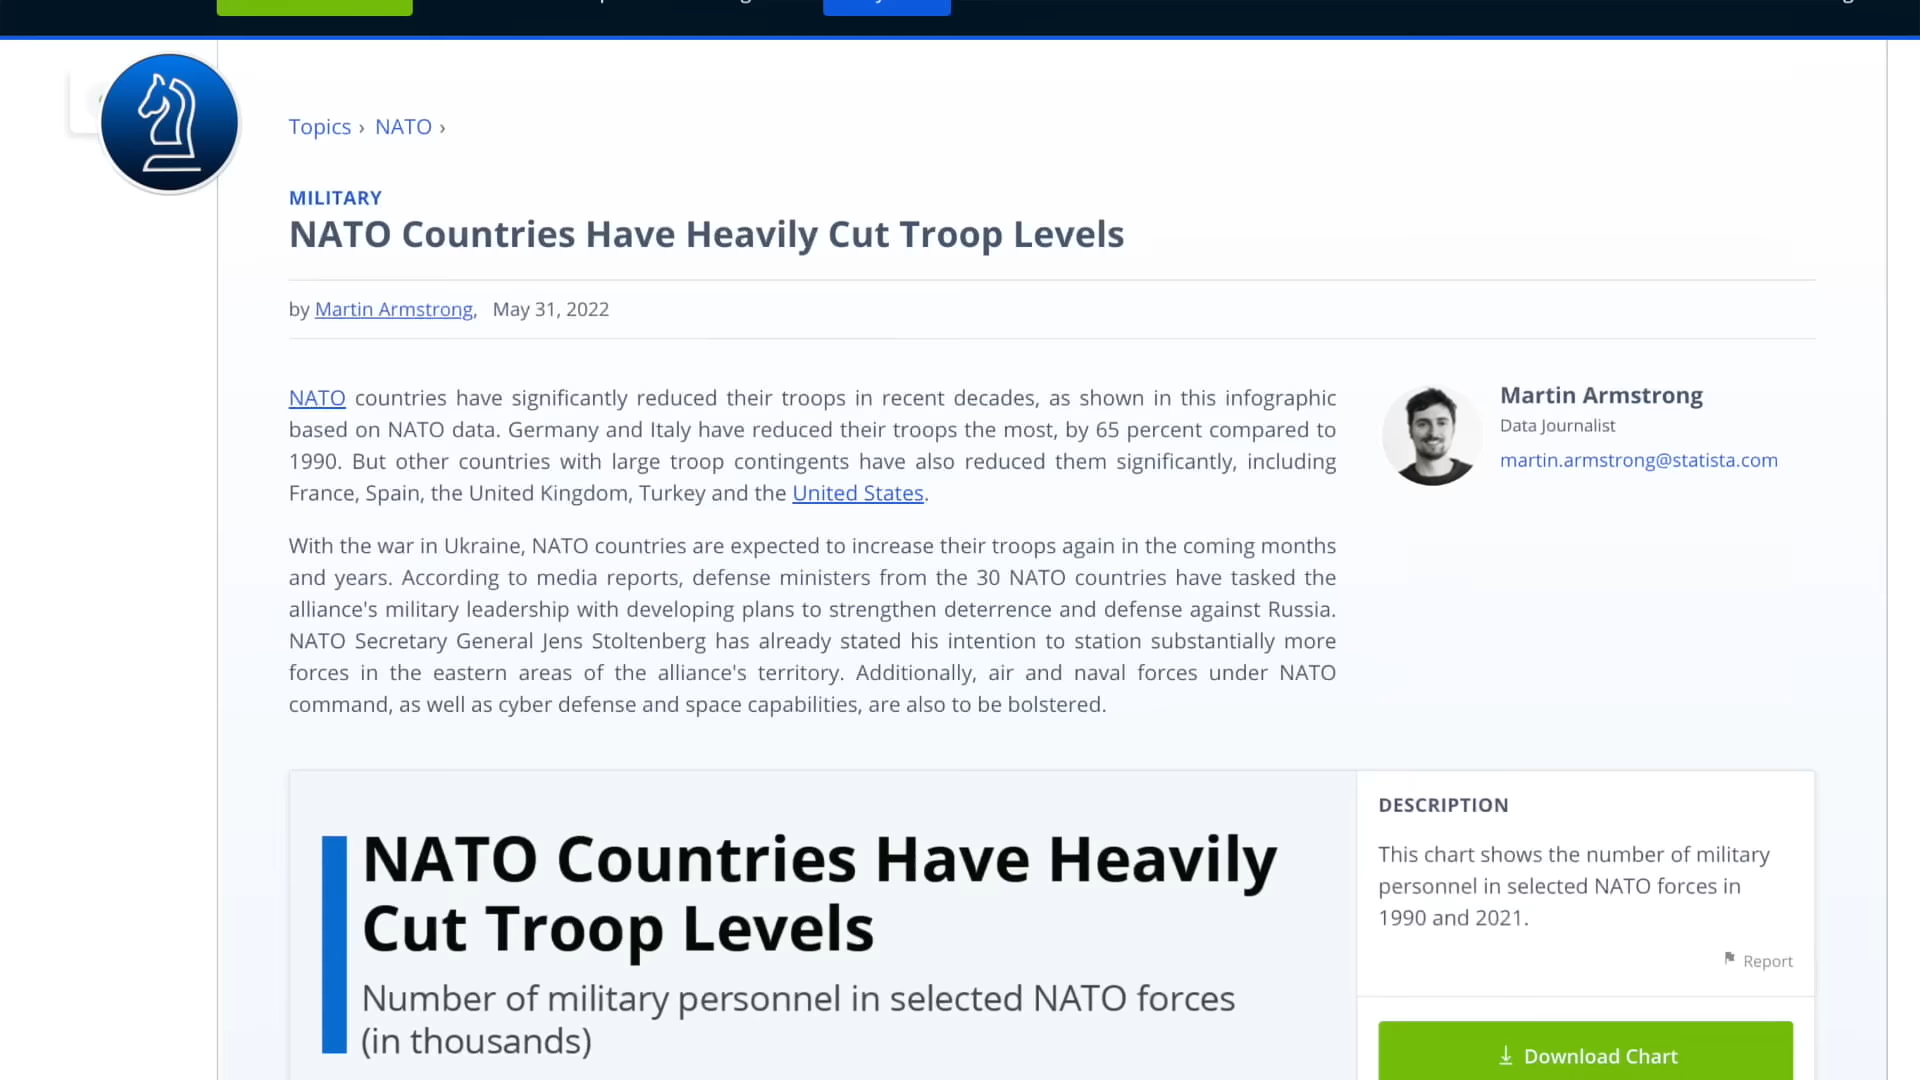 Topics › NATO ›
MILITARY
NATO Countries Have Heavily Cut Troop Levels
by Martin Armstrong, May 31, 2022
NATO countries have significantly reduced their troops in recent decades, as shown in this infographic
based on NATO data. Germany and Italy have reduced their troops the most, by 65 percent compared to
1990. But other countries with large troop contingents have also reduced them significantly, including
France, Spain, the United Kingdom, Turkey and the United States.
With the war in Ukraine, NATO countries are expected to increase their troops again in the coming months
and years. According to media reports, defense ministers from the 30 NATO countries have tasked the
alliance's military leadership with developing plans to strengthen deterrence and defense against Russia.
NATO Secretary General Jens Stoltenberg has already stated his intention to station substantially more
forces in the eastern areas of the alliance's territory. Additionally, air and naval forces under NATO
command, as well as cyber defense and space capabilities, are also to be bolstered.
Martin Armstrong
Data Journalist
martin.armstrong@statista.com
NATO Countries Have Heavily
Cut Troop Levels
Number of military personnel in selected NATO forces
(in thousands)
DESCRIPTION
This chart shows the number of military
personnel in selected NATO forces in
1990 and 2021.
Report
Download Chart